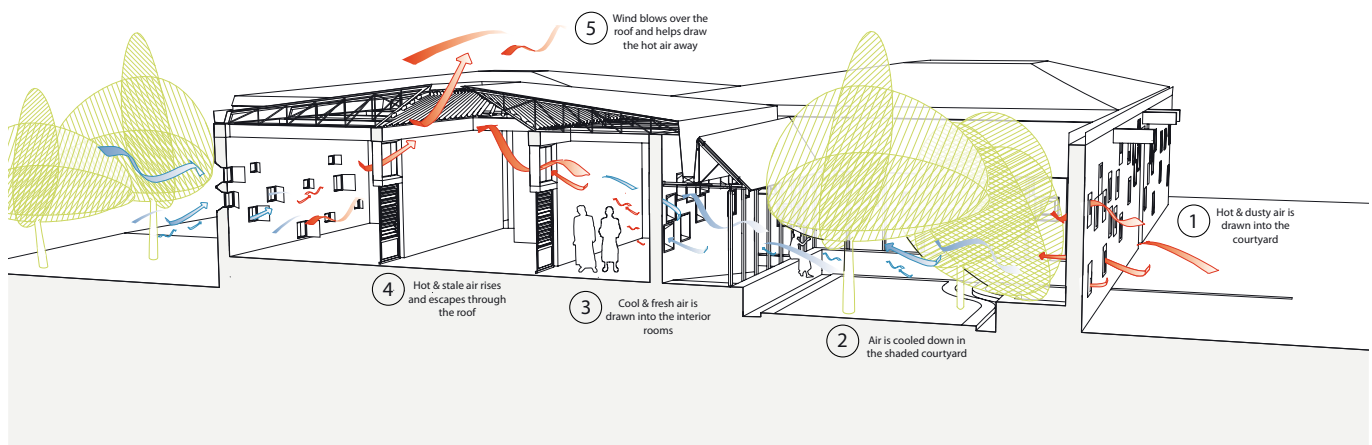 1
Hot & dusty air is
drawn into the
courtyard
2
Air is cooled down in
the shaded courtyard
3
Cool & fresh air is
drawn into the interior
rooms
4
Hot & stale air rises
and escapes through
the roof
5
Wind blows over the
roof and helps draw
the hot air away